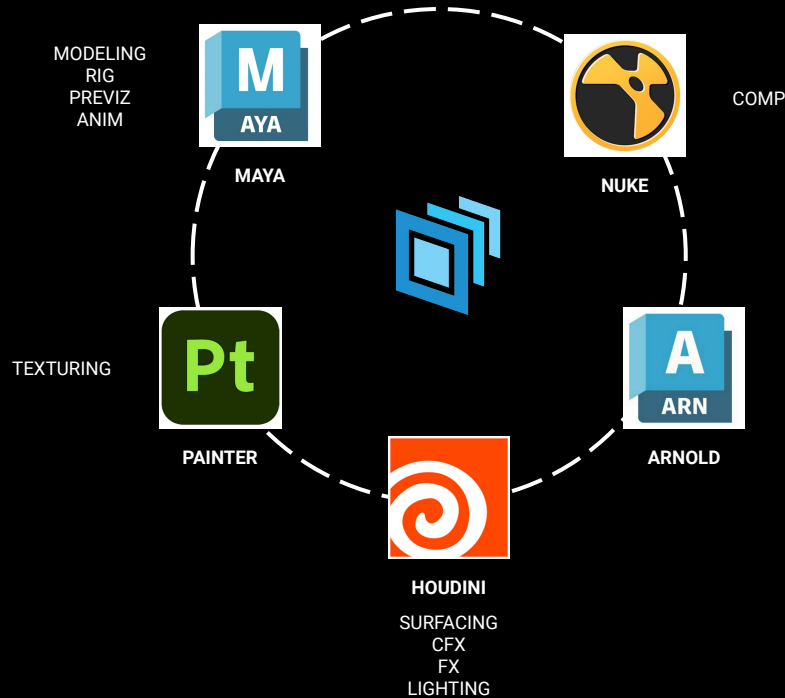 MODELING
RIG
PREVIZ
ANIM
M
AYA
MAYA
NUKE
COMP
TEXTURING
Pt
PAINTER
A
ARN
ARNOLD
HOUDINI
SURFACING
CFX
FX
LIGHTING